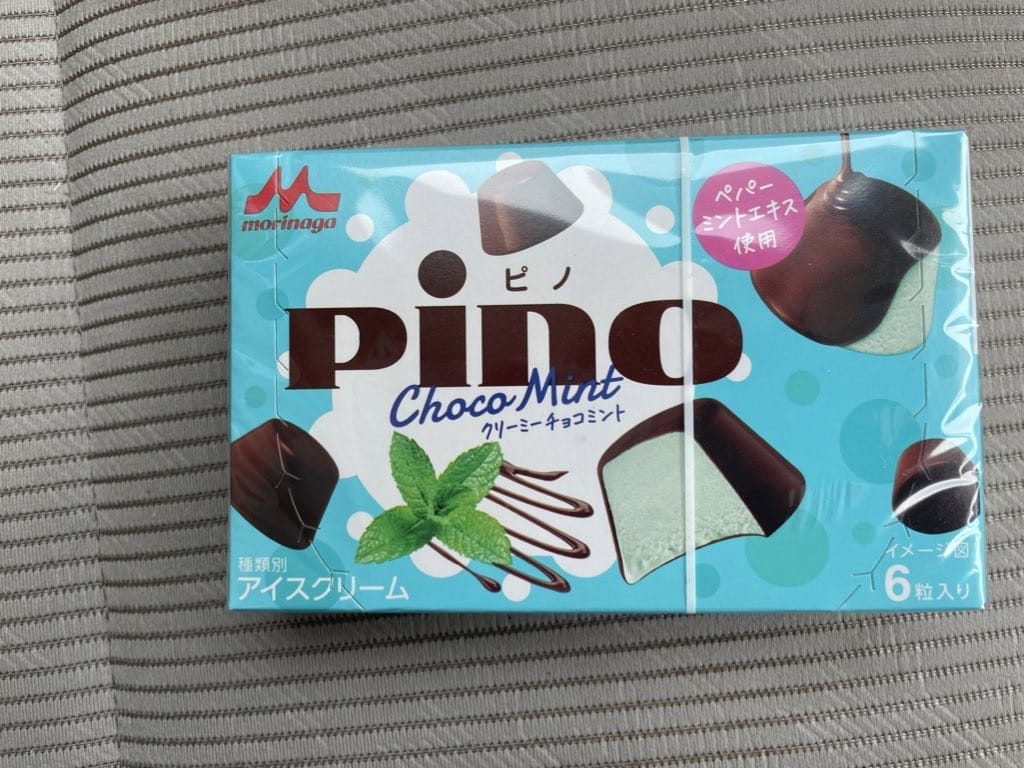 morinaga
ピノ
pino
Choco Mint
クリーミーチョコミント
ペパー
ミントエキス
使用
種類別
アイスクリーム
イメージ図
6粒入り